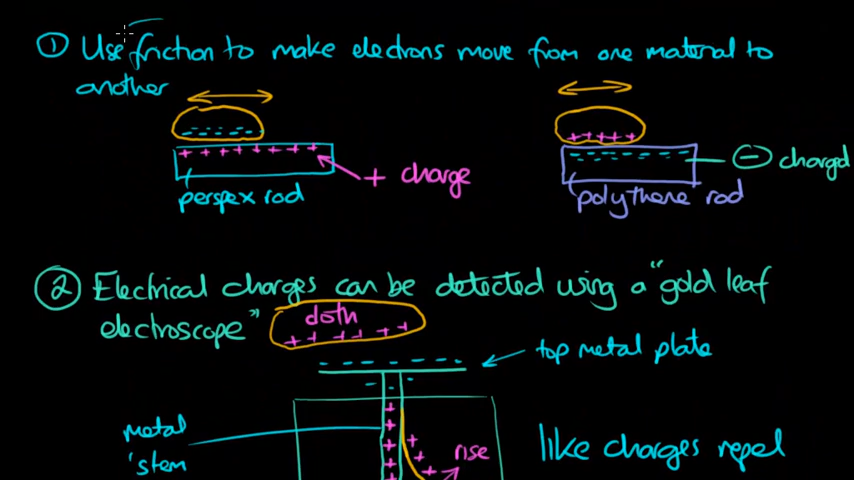 ① Use friction to make electrons move from one material to
another
+ charge
perspex rod
⊖ charged
polythene rod
② Electrical charges can be detected using a "gold leaf
electroscope"
cloth
top metal plate
metal
'stem
rise
like charges repel